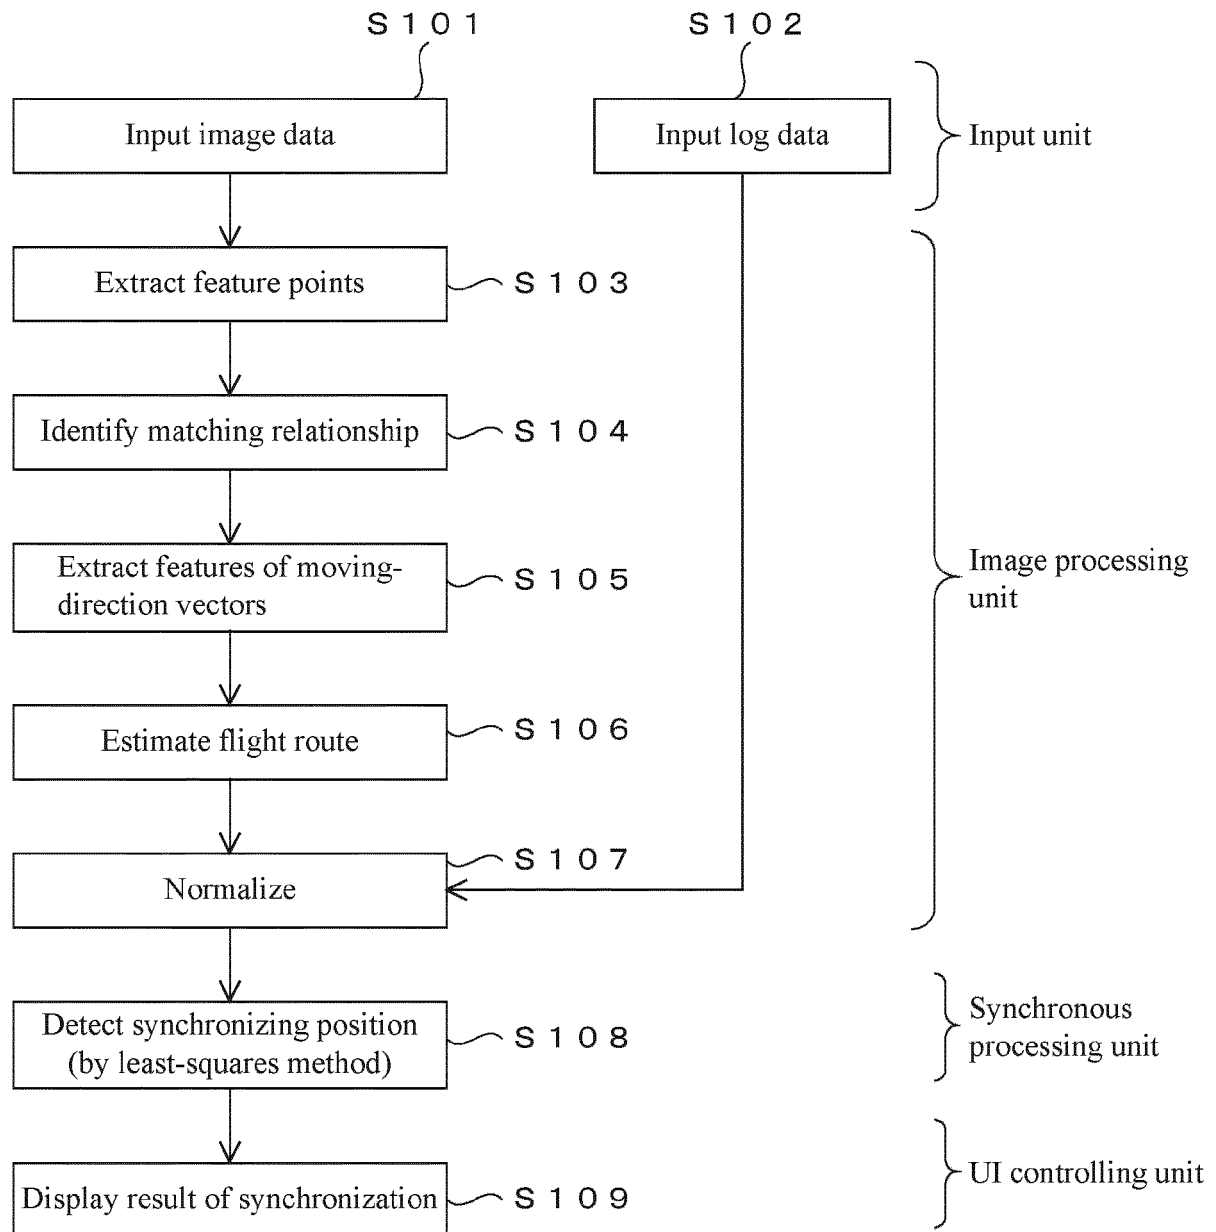 S101
S102
Input image data
Input log data
Input unit
Extract feature points
S103
Identify matching relationship
S104
Extract features of moving-
direction vectors
S105
Image processing
unit
Estimate flight route
S106
Normalize
S107
Detect synchronizing position
(by least-squares method)
S108
Synchronous
processing unit
Display result of synchronization
S109
UI controlling unit